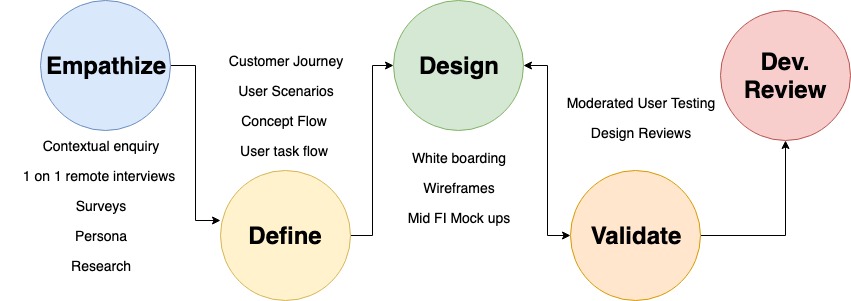 Empathize
Contextual enquiry
1 on 1 remote interviews
Surveys
Persona
Research
Customer Journey
User Scenarios
Concept Flow
User task flow
Define
Design
White boarding
Wireframes
Mid FI Mock ups
Moderated User Testing
Design Reviews
Validate
Dev.
Review